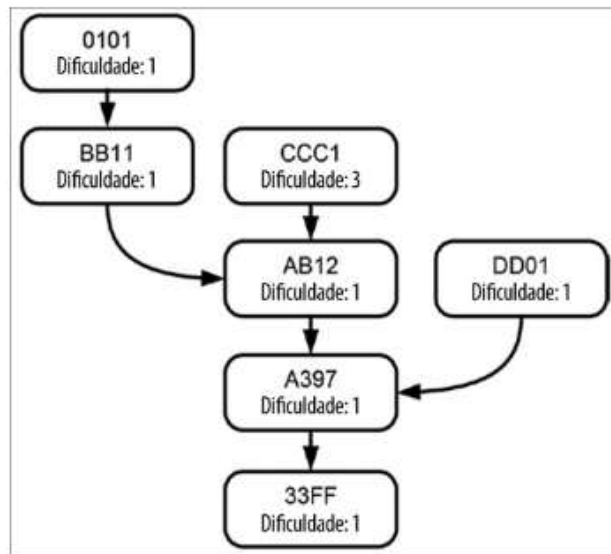 0101
Dificuldade: 1
BB11
Dificuldade: 1
CCC1
Dificuldade: 3
AB12
Dificuldade: 1
DD01
Dificuldade: 1
A397
Dificuldade: 1
33FF
Dificuldade: 1